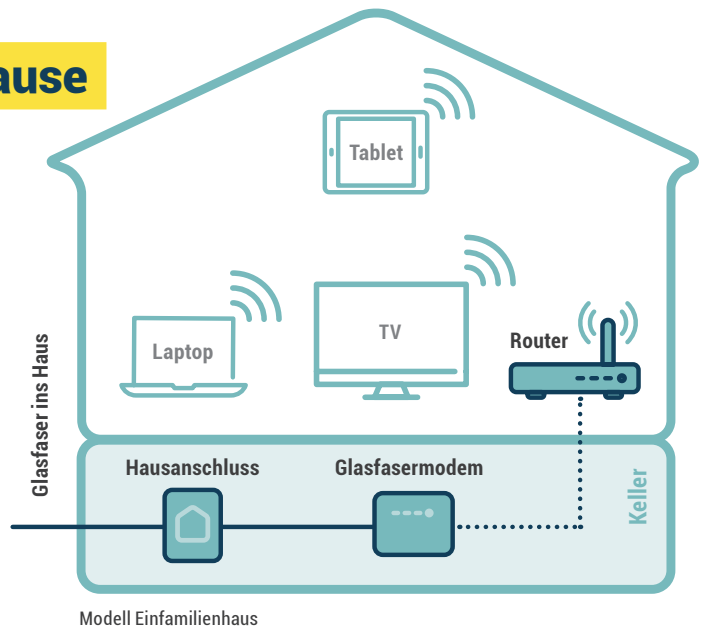 ause
Tablet
Laptop
TV
Router
Glasfaser ins Haus
Hausanschluss
Glasfasermodem
Keller
Modell Einfamilienhaus